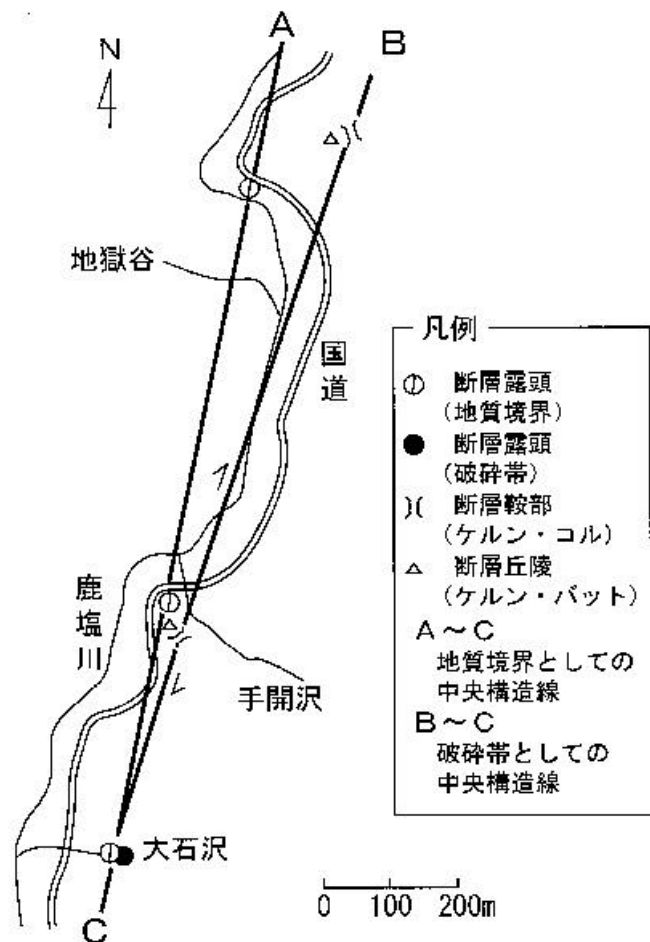 A
B
N
地獄谷
国道
鹿塩川
手開沢
大石沢
C
0 100 200m
凡例
断層露頭
(地質境界)
断層露頭
(破砕帯)
断層鞍部
(ケルン・コル)
断層丘陵
(ケルン・バット)
A～C
地質境界としての
中央構造線
B～C
破砕帯としての
中央構造線